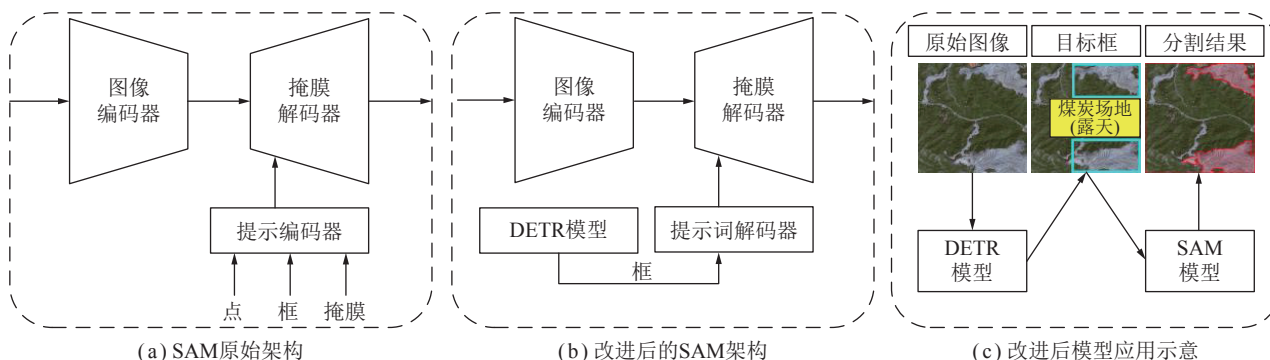 图像
编码器
掩膜
解码器
提示编码器
点
框
掩膜
(a) SAM原始架构
图像
编码器
掩膜
解码器
DETR模型
提示词解码器
框
(b) 改进后的SAM架构
原始图像
目标框
分割结果
煤炭场地
(露天)
DETR
模型
SAM
模型
(c) 改进后模型应用示意